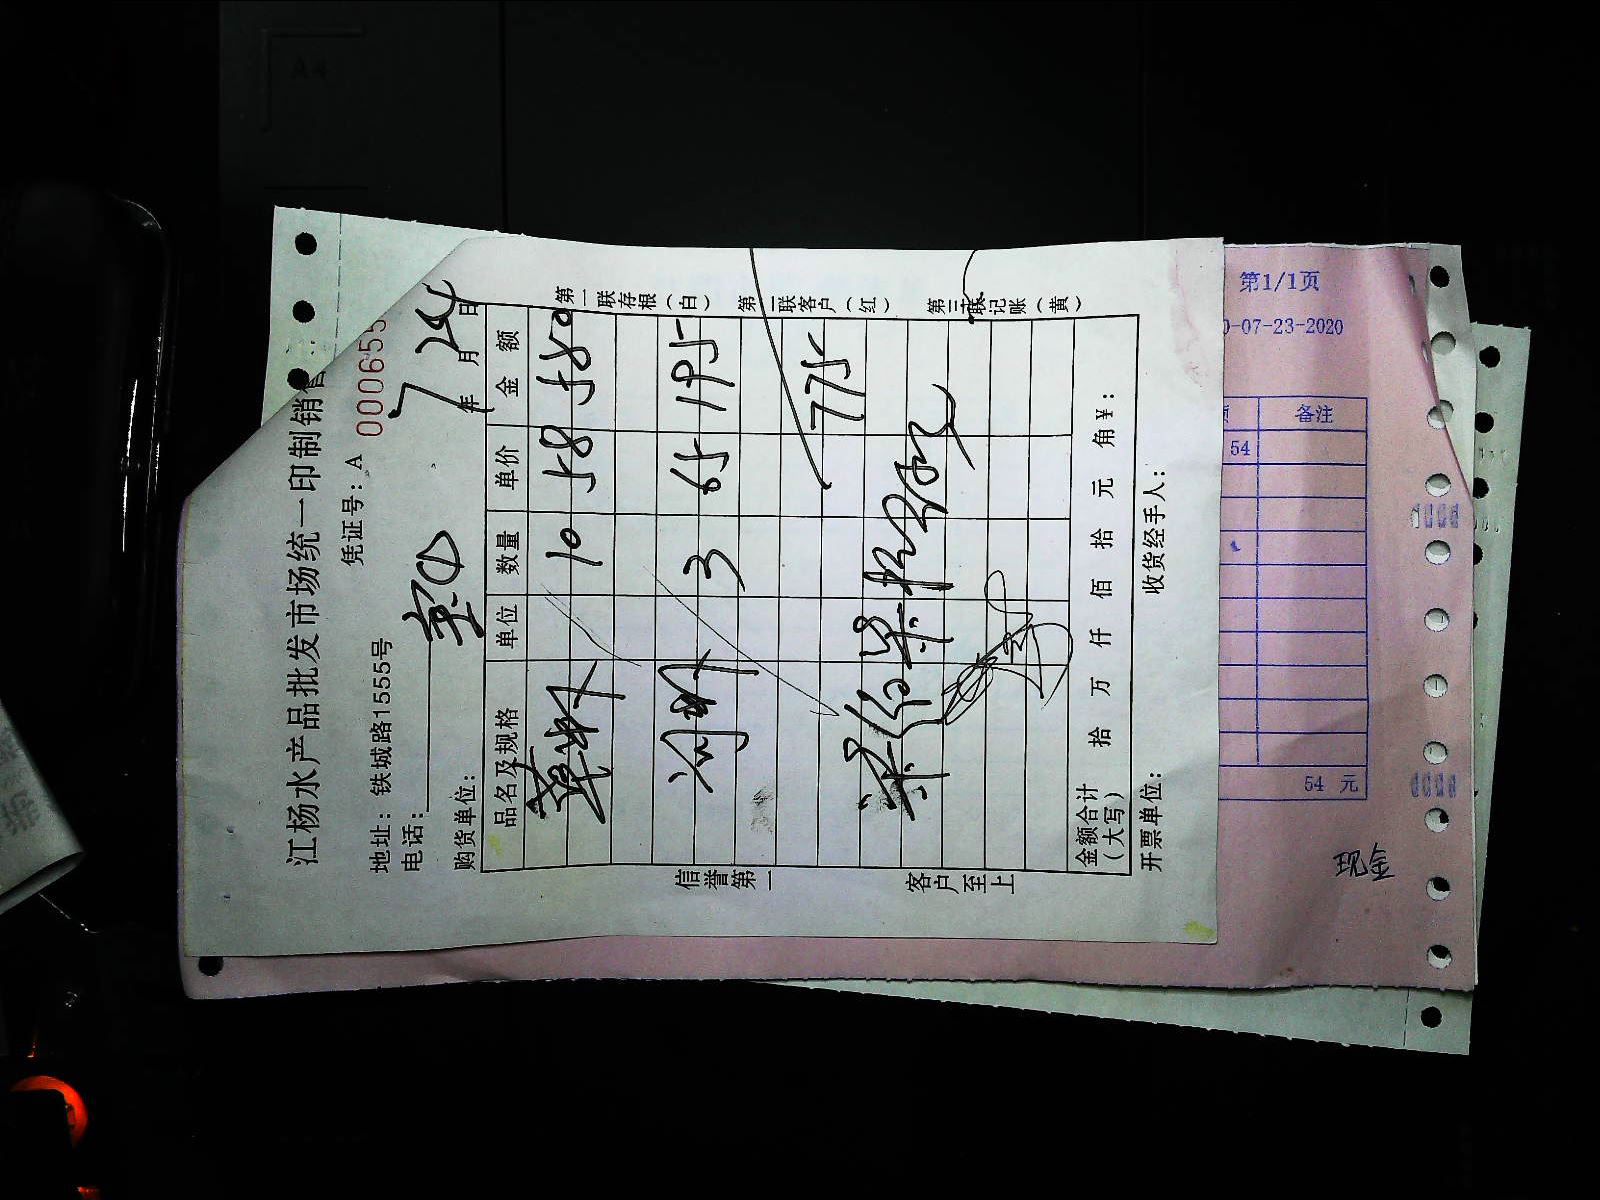 江杨水产品批发市场统一印制销售
凭证号：A 000655
地址：铁城路1555号
电话：
7年 24日
月
购货单位：
品名及规格 单位 数量 单价 金额
10 58 580
3 65 195
775
金额合计（大写） 拾 万 仟 佰 拾 元 角 ¥：
开票单位： 收货经手人：
信誉第一
客户至上
第一联存根（白）
第二联客户（红）
第三联记账（黄）
第1/1页
0-07-23-2020
备注
54
54 元
现金